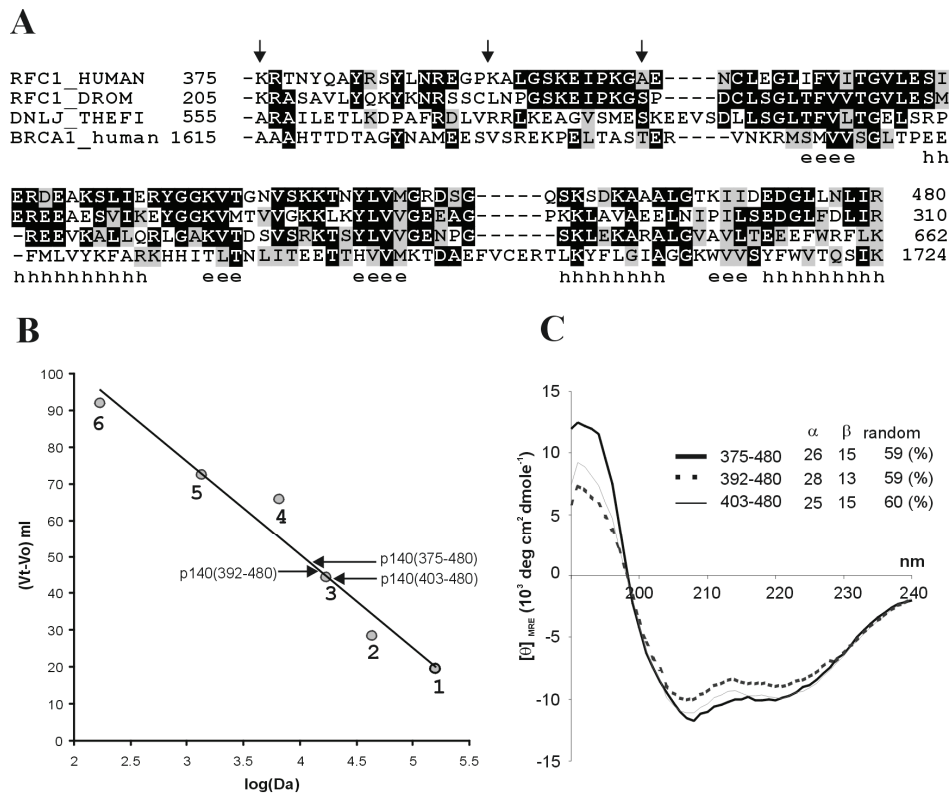 A
RFC1_HUMAN 375 -KRTNYQAYRSYLNREGPKALGSKEIPKGAE----NCLEGLIFVITGVLESI
RFC1_DROM 205 -KRASAVLYQKYKNRSSCLNPGSKEIPKGSP----DCLSGLTFVVTGVLESM
DNLJ_THEFI 555 -ARAILETLKDPAFRDLVRRLKEAGVSMESKEEVSDLLSGLTFVLTGELSRP
BRCA1_human 1615 -AAAHTTDTAGYNAMEESVSREKPELTASTER----VNKRMSMVVSGLTPEE
eeee hh
ERDEAKSLIERYGGKVTGNVSKKTNYLVMGRDSG-----QSKSDKAAALGTKIIDEDGLLNLIR 480
EREEAESVIKEYGGKVMTVVGKKLKYLVVGEEAG-----PKKLAVAEELNIPILSEDGLFDLIR 310
-REEVKALLQRLGAKVTDSVSRKTSYLVVGENPG-----SKLEKARALGVAVLTEEEFWRFLK 662
-FMLVYKFARKHHITLTNLITEETTHVVMKTDAEFVCERTLKYFLGIAGGKWVVSYFWVTQSIK 1724
hhhhhhhhhhh eee eeee hhhhhhhhh eee hhhhhhhhh
B
(Vt-Vo) ml
100
90
80
70
60
50
40
30
20
10
0
6
5
4
p140(375-480)
p140(392-480)
p140(403-480)
3
2
1
2 2.5 3 3.5 4 4.5 5 5.5
log(Da)
C
[θ] MRE (10³ deg cm² dmole⁻¹)
15
10
5
0
-5
-10
-15
α β random
375-480 26 15 59 (%)
392-480 28 13 59 (%)
403-480 25 15 60 (%)
nm
200 210 220 230 240